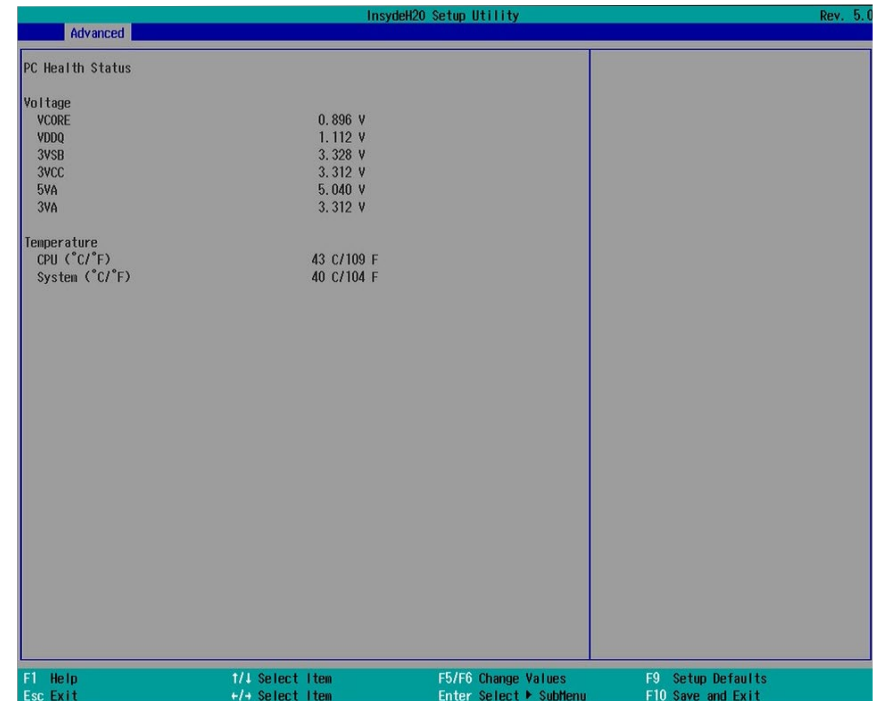 InsydeH20 Setup Utility Rev. 5.0
Advanced
PC Health Status
Voltage
VCORE 0.896 V
VDDQ 1.112 V
3VSB 3.328 V
3VCC 3.312 V
5VA 5.040 V
3VA 3.312 V
Temperature
CPU (°C/°F) 43 C/109 F
System (°C/°F) 40 C/104 F
F1 Help ↑/↓ Select Item F5/F6 Change Values F9 Setup Defaults
Esc Exit ←/→ Select Item Enter Select ▶ SubMenu F10 Save and Exit